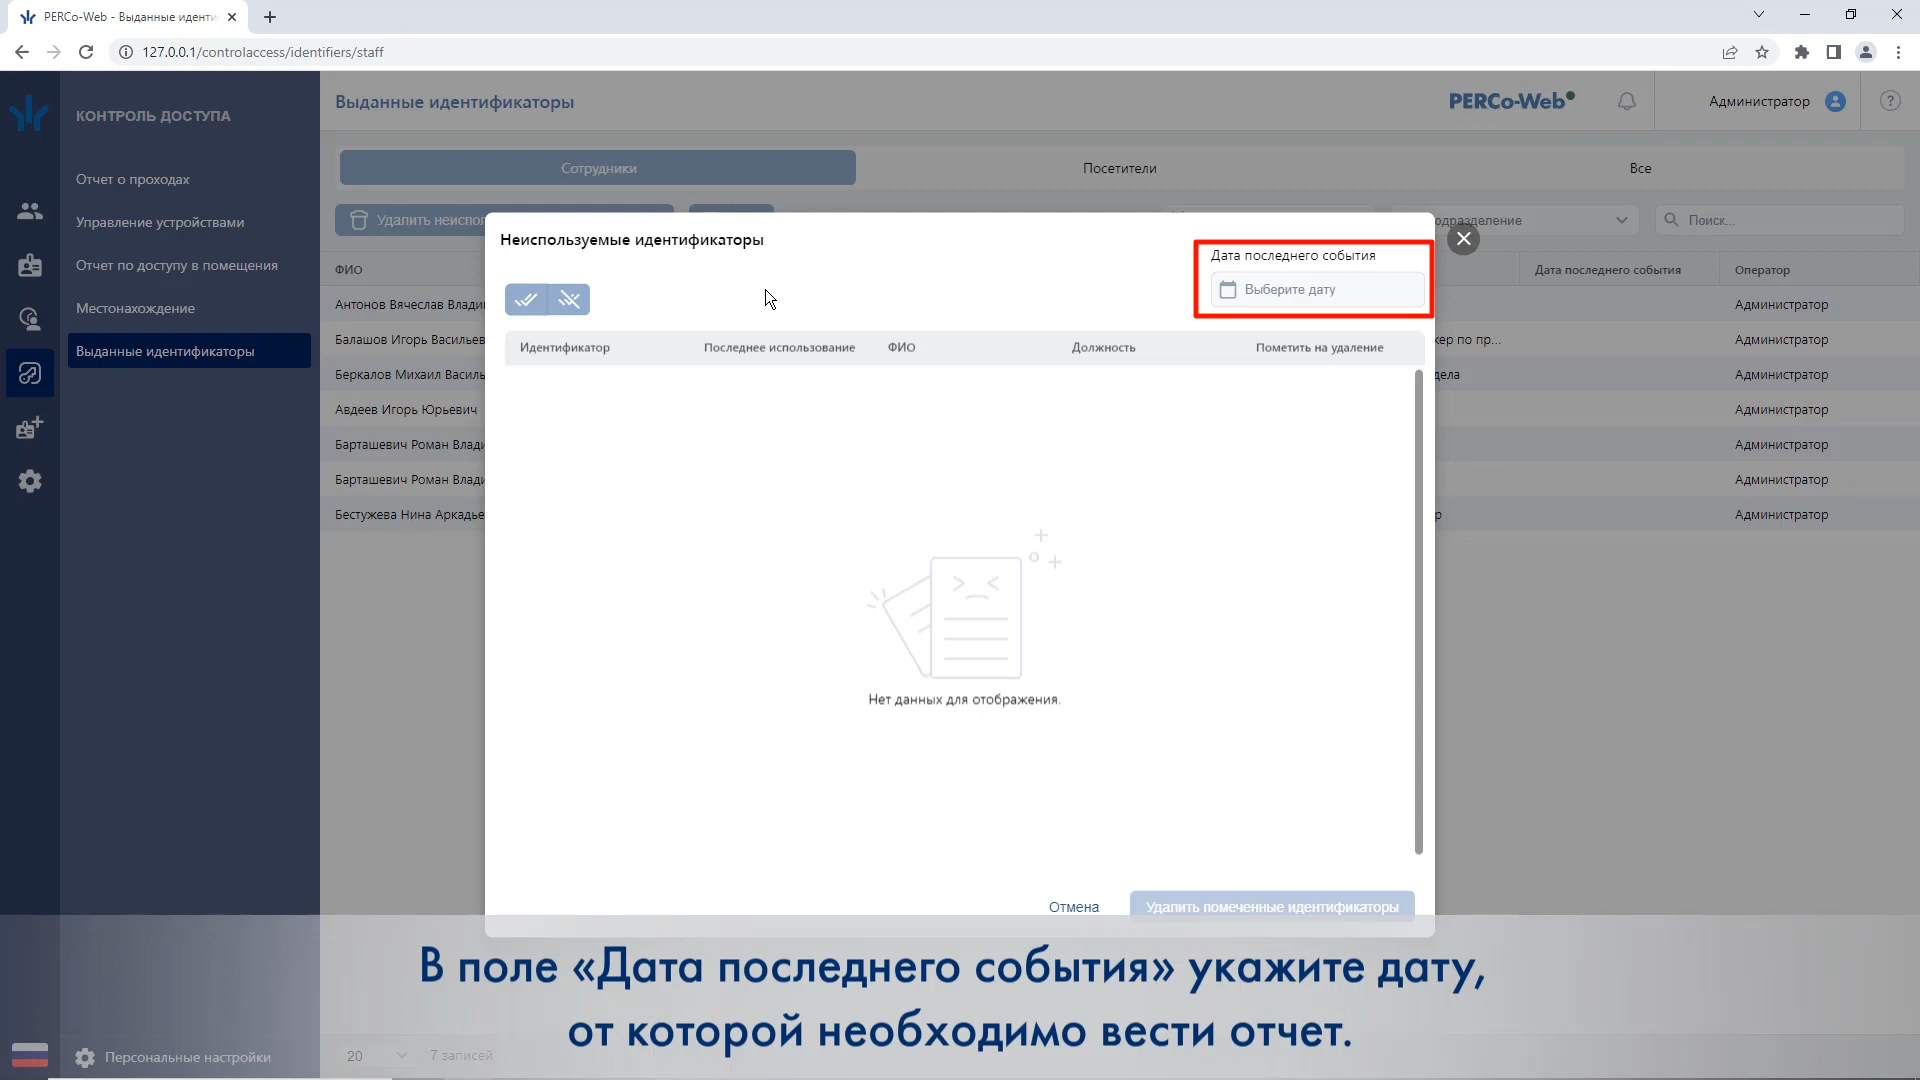 PERCo-Web - Выданные иденти
127.0.0.1/controlaccess/identifiers/staff
КОНТРОЛЬ ДОСТУПА
Отчет о проходах
Управление устройствами
Отчет по доступу в помещения
Местонахождение
Выданные идентификаторы
Персональные настройки
Выданные идентификаторы
PERCo-Web
Администратор
?
Сотрудники Посетители Все
Удалить неиспол
одразделение
Поиск...
ФИО Дата последнего события Оператор
Антонов Вячеслав Влади Администратор
Балашов Игорь Васильев кер по пр... Администратор
Беркалов Михаил Василь дела Администратор
Авдеев Игорь Юрьевич Администратор
Барташевич Роман Влади Администратор
Барташевич Роман Влади Администратор
Бестужева Нина Аркадье р Администратор
Неиспользуемые идентификаторы
Дата последнего события
Выберите дату
Идентификатор Последнее использование ФИО Должность Пометить на удаление
Нет данных для отображения.
Отмена Удалить помеченные идентификаторы
В поле «Дата последнего события» укажите дату,
от которой необходимо вести отчет.
20 7 записей